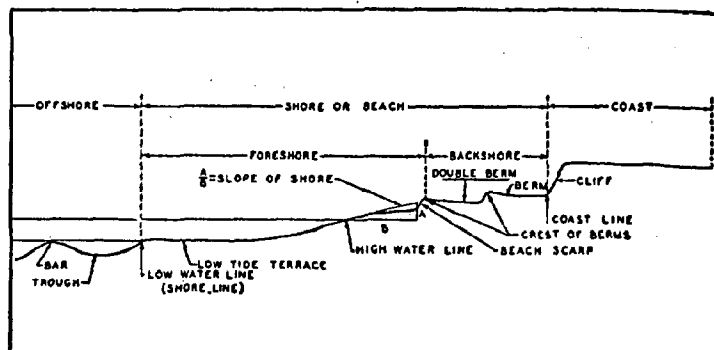 OFFSHORE
SHORE OR BEACH
COAST
FORESHORE
BACKSHORE
DOUBLE BERM
A/B=SLOPE OF SHORE
BERM
CLIFF
A
B
COAST LINE
CREST OF BERMS
HIGH WATER LINE
BEACH SCARP
BAR
TROUGH
LOW TIDE TERRACE
LOW WATER LINE
(SHORE LINE)